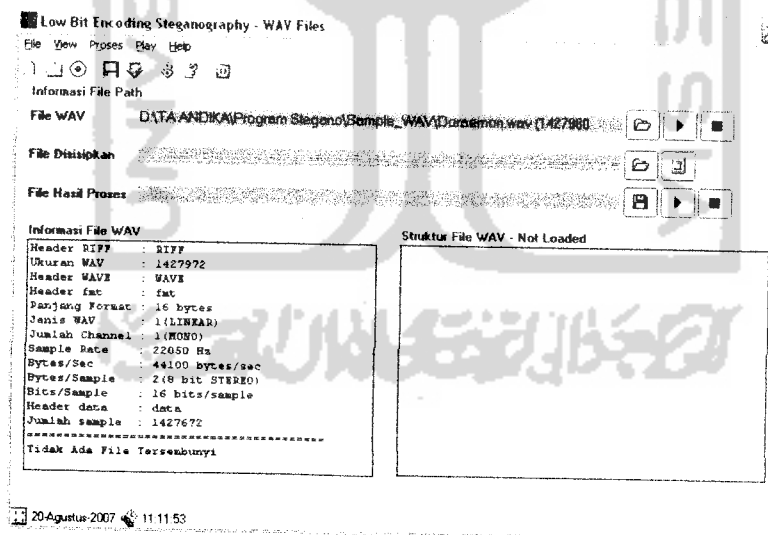 Low Bit Encoding Steganography - WAV Files
File View Proses Play Help
Informasi File Path
File WAV D:\TA ANDIKA\Program Stegano\Sample_WAV\Doraemon.wav (1427980
File Disisipkan
File Hasil Proses
Informasi File WAV
Header RIFF : RIFF
Ukuran WAV : 1427972
Header WAVE : WAVE
Header fmt : fmt
Panjang Format : 16 bytes
Jenis WAV : 1(LINEAR)
Jumlah Channel : 1(MONO)
Sample Rate : 22050 Hz
Bytes/Sec : 44100 bytes/sec
Bytes/Sample : 2(8 bit STEREO)
Bits/Sample : 16 bits/sample
Header data : data
Jumlah sample : 1427672
========================================
Tidak Ada File Tersembunyi
Struktur File WAV - Not Loaded
20-Agustus-2007 11:11:53